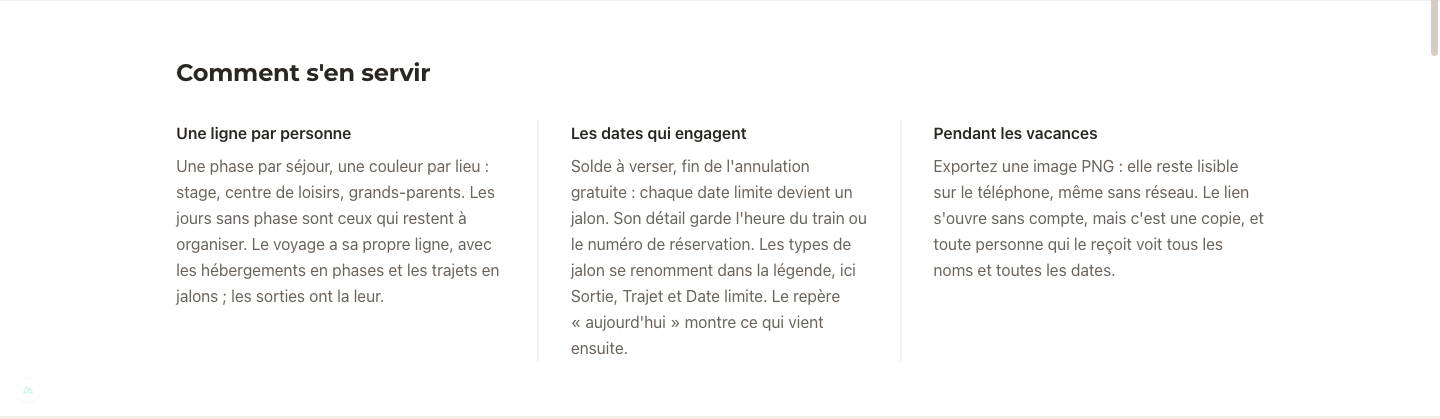 Comment s'en servir
Une ligne par personne
Une phase par séjour, une couleur par lieu :
stage, centre de loisirs, grands-parents. Les
jours sans phase sont ceux qui restent à
organiser. Le voyage a sa propre ligne, avec
les hébergements en phases et les trajets en
jalons ; les sorties ont la leur.
Les dates qui engagent
Solde à verser, fin de l'annulation
gratuite : chaque date limite devient un
jalon. Son détail garde l'heure du train ou
le numéro de réservation. Les types de
jalon se renomment dans la légende, ici
Sortie, Trajet et Date limite. Le repère
« aujourd'hui » montre ce qui vient
ensuite.
Pendant les vacances
Exportez une image PNG : elle reste lisible
sur le téléphone, même sans réseau. Le lien
s'ouvre sans compte, mais c'est une copie, et
toute personne qui le reçoit voit tous les
noms et toutes les dates.